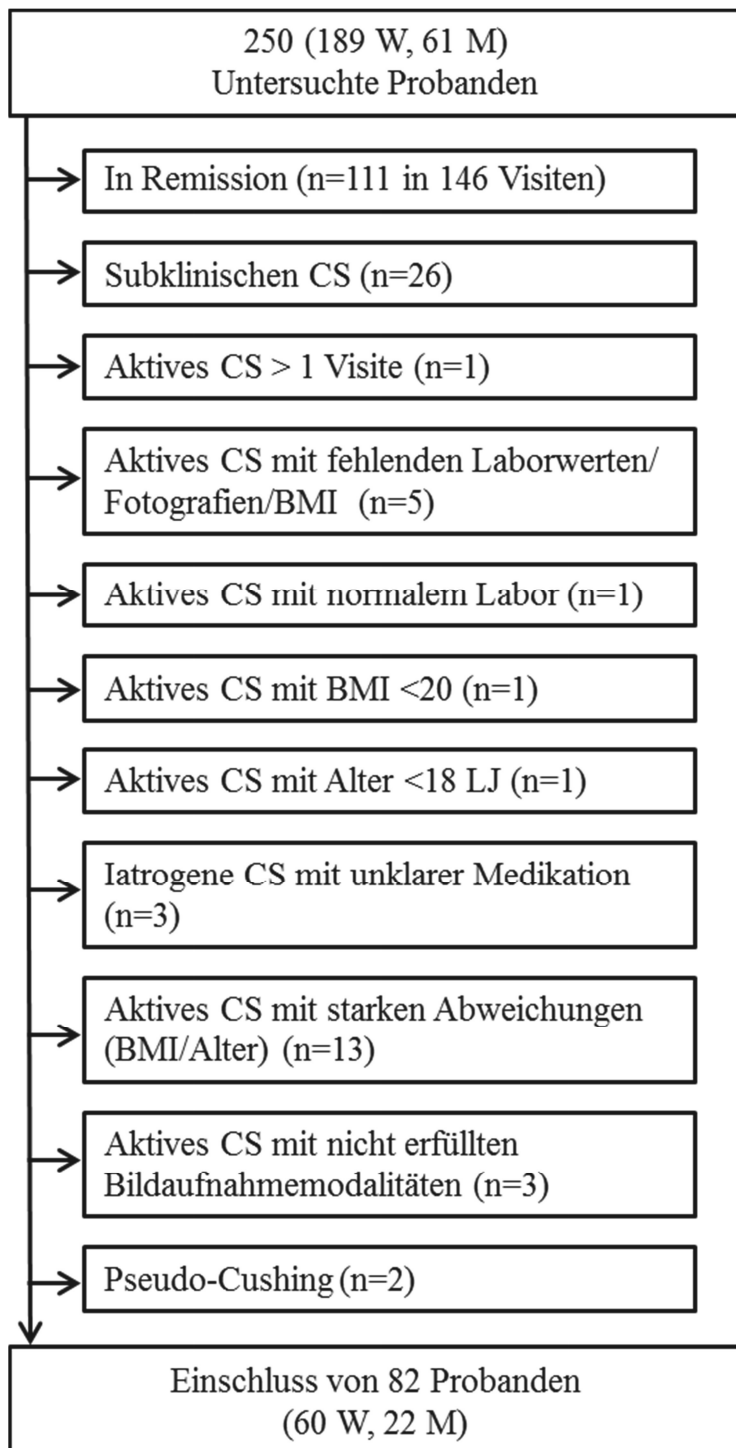 250 (189 W, 61 M)
Untersuchte Probanden
In Remission (n=111 in 146 Visiten)
Subklinischen CS (n=26)
Aktives CS > 1 Visite (n=1)
Aktives CS mit fehlenden Laborwerten/
Fotografien/BMI (n=5)
Aktives CS mit normalem Labor (n=1)
Aktives CS mit BMI <20 (n=1)
Aktives CS mit Alter <18 LJ (n=1)
Iatrogene CS mit unklarer Medikation
(n=3)
Aktives CS mit starken Abweichungen
(BMI/Alter) (n=13)
Aktives CS mit nicht erfüllten
Bildaufnahmemodalitäten (n=3)
Pseudo-Cushing (n=2)
Einschluss von 82 Probanden
(60 W, 22 M)